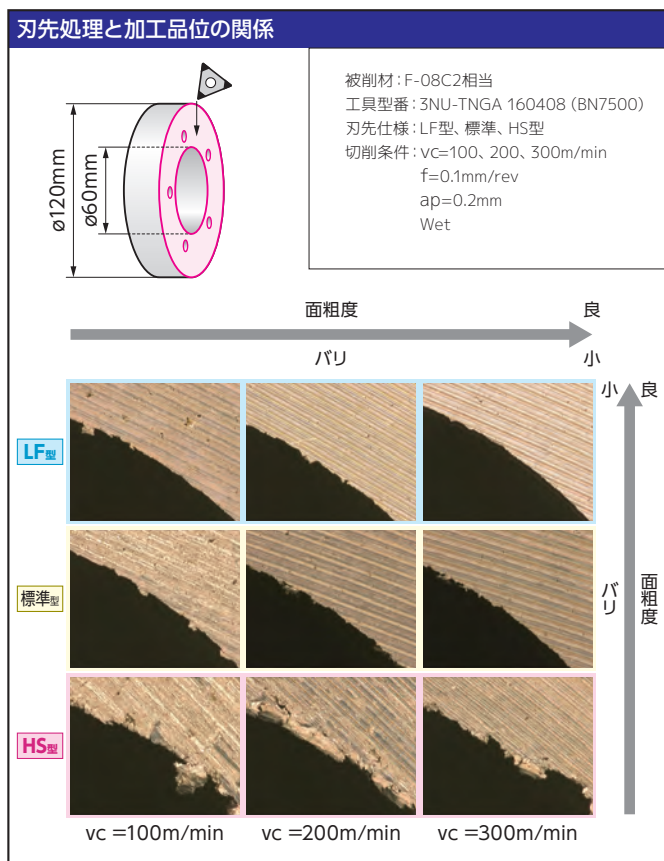 刃先処理と加工品位の関係
ø120mm
ø60mm
被削材：F-08C2相当
工具型番：3NU-TNGA 160408 (BN7500)
刃先仕様：LF型、標準、HS型
切削条件：vc=100、200、300m/min
f=0.1mm/rev
ap=0.2mm
Wet
面粗度 良
バリ 小
小 良
LF型
標準型
HS型
バリ
面粗度
vc =100m/min vc =200m/min vc =300m/min